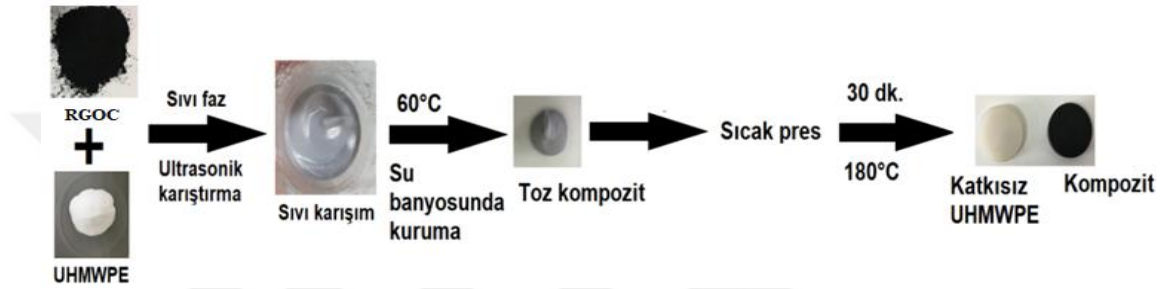 RGOC
+
UHMWPE
Sıvı faz
Ultrasonik
karıştırma
Sıvı karışım
60°C
Su
banyosunda
kuruma
Toz kompozit
Sıcak pres
30 dk.
180°C
Katkısız
UHMWPE
Kompozit